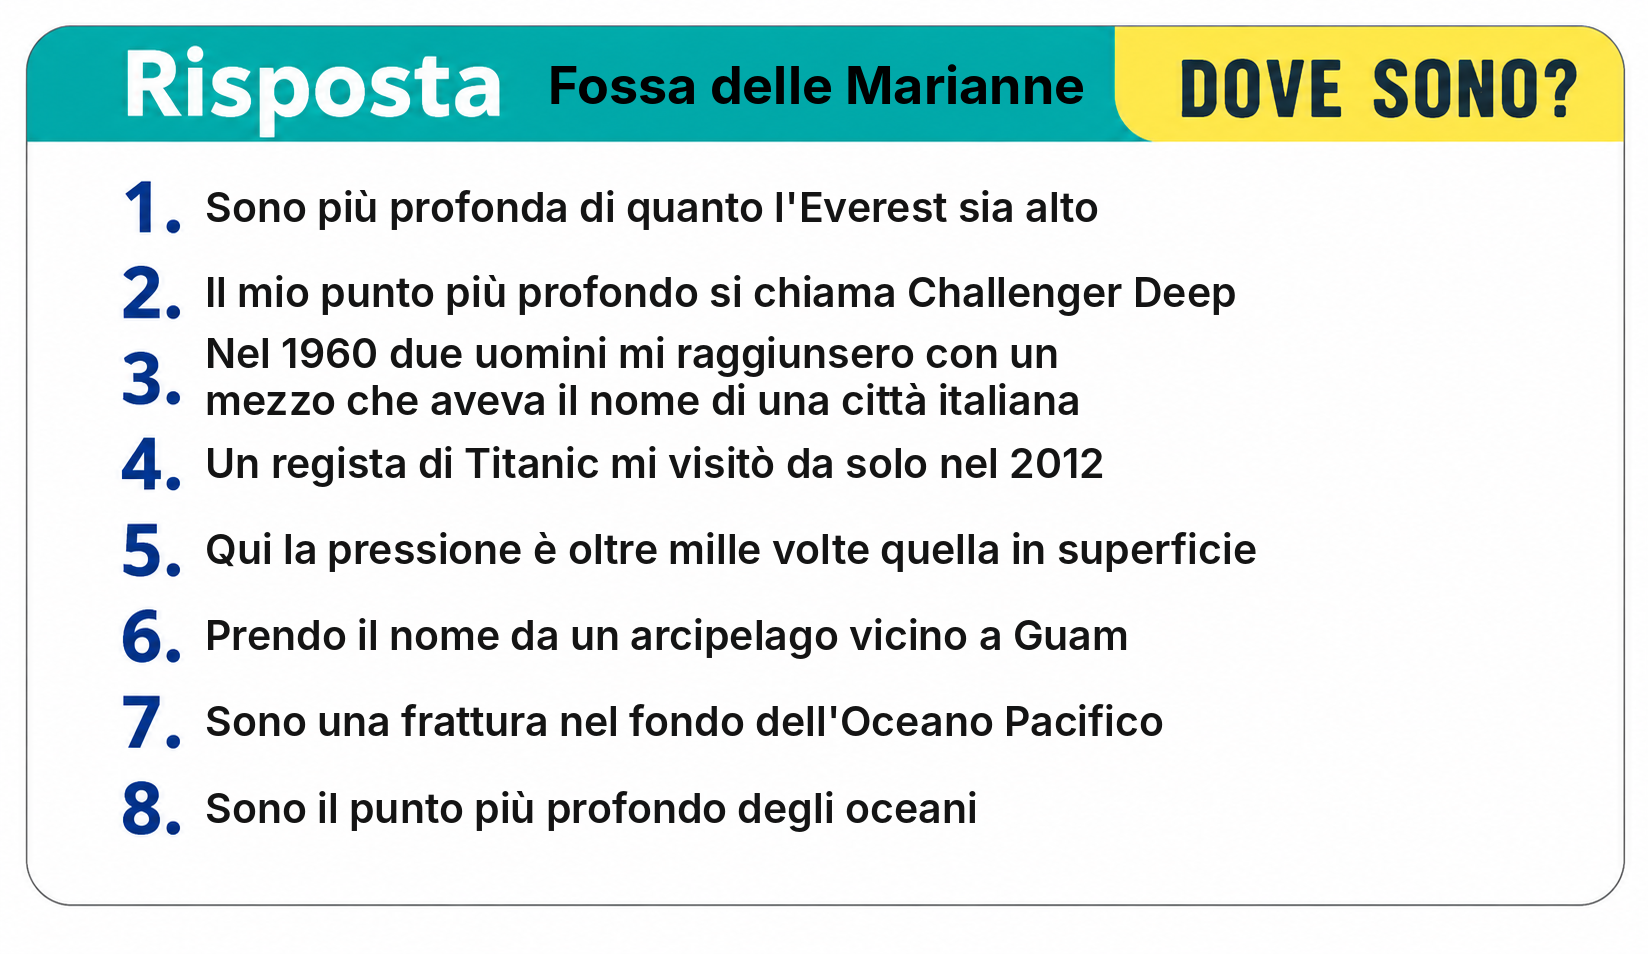 Risposta Fossa delle Marianne DOVE SONO?
1. Sono più profonda di quanto l'Everest sia alto
2. Il mio punto più profondo si chiama Challenger Deep
3. Nel 1960 due uomini mi raggiunsero con un
mezzo che aveva il nome di una città italiana
4. Un regista di Titanic mi visitò da solo nel 2012
5. Qui la pressione è oltre mille volte quella in superficie
6. Prendo il nome da un arcipelago vicino a Guam
7. Sono una frattura nel fondo dell'Oceano Pacifico
8. Sono il punto più profondo degli oceani